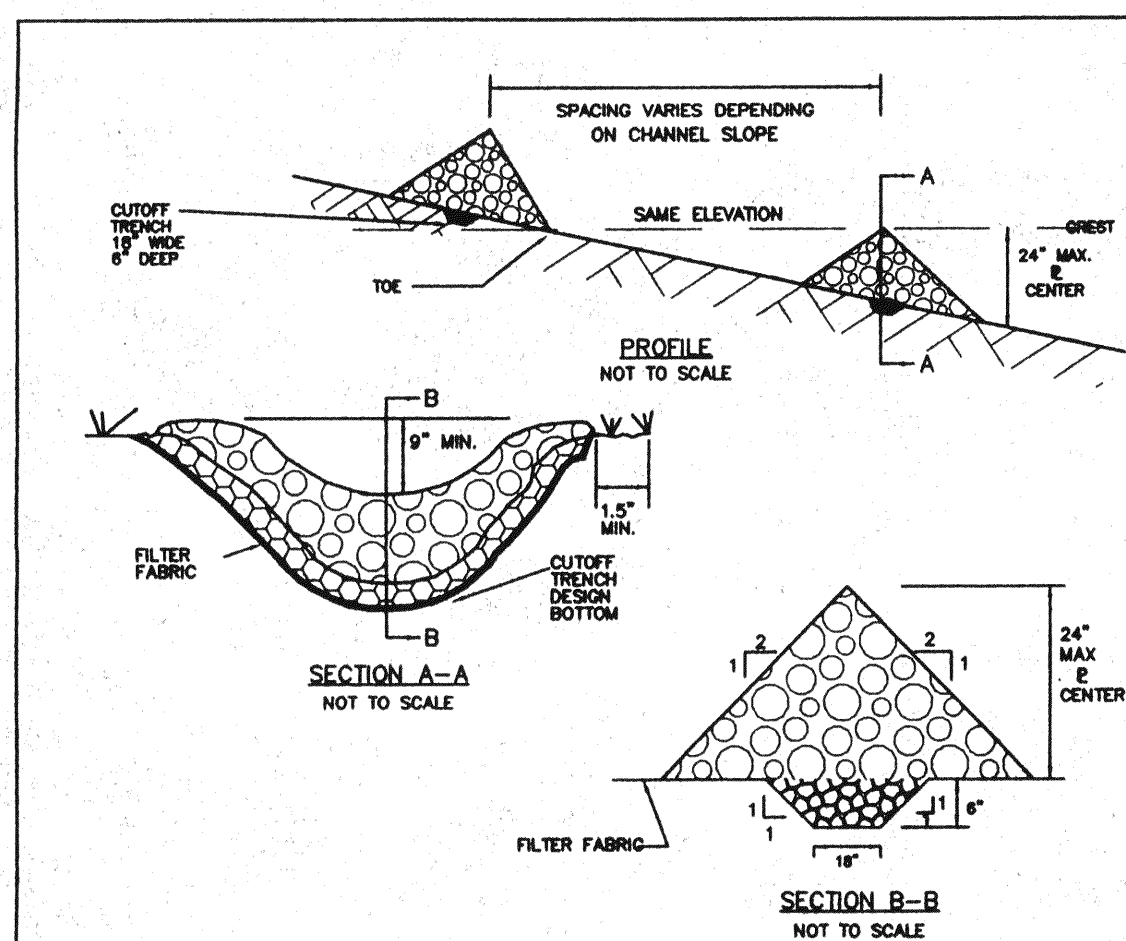 SPACING VARIES DEPENDING
ON CHANNEL SLOPE
A
CUTOFF
TRENCH
18" WIDE
6" DEEP
SAME ELEVATION
CREST
24" MAX.
@
CENTER
TOE
PROFILE
NOT TO SCALE
A
B
9" MIN.
1.5"
MIN.
FILTER
FABRIC
CUTOFF
TRENCH
DESIGN
BOTTOM
B
SECTION A-A
NOT TO SCALE
2
1
2
1
24"
MAX
@
CENTER
1
1
1
1
6"
FILTER FABRIC
18"
SECTION B-B
NOT TO SCALE